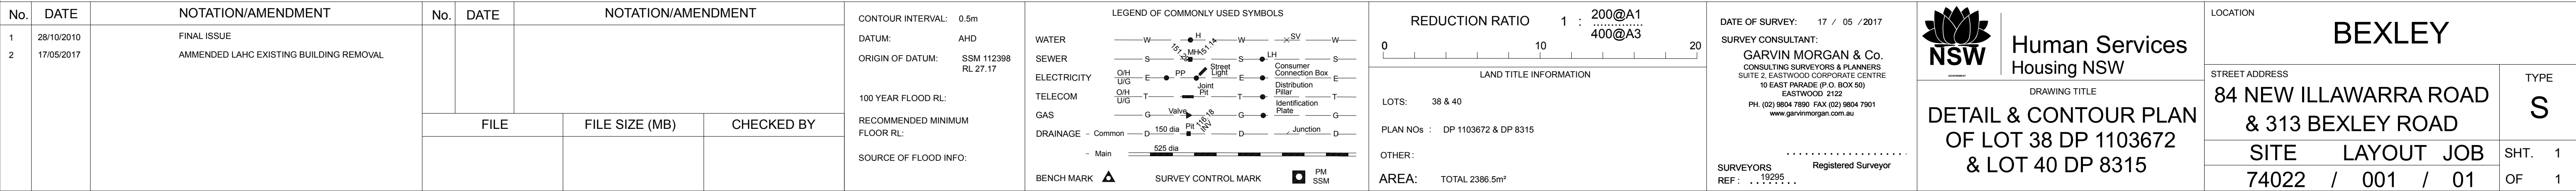 No. DATE NOTATION/AMENDMENT
1 28/10/2010 FINAL ISSUE
2 17/05/2017 AMMENDED LAHC EXISTING BUILDING REMOVAL
No. DATE NOTATION/AMENDMENT
FILE FILE SIZE (MB) CHECKED BY
CONTOUR INTERVAL: 0.5m
DATUM: AHD
ORIGIN OF DATUM: SSM 112398
RL 27.17
100 YEAR FLOOD RL:
RECOMMENDED MINIMUM
FLOOR RL:
SOURCE OF FLOOD INFO:
LEGEND OF COMMONLY USED SYMBOLS
WATER W H W SV W
SEWER S 151.21 MH 151.14 S LH S
ELECTRICITY O/H U/G E PP Street Light E Consumer Connection Box E
TELECOM O/H U/G T Joint Pit T Distribution Pillar T
GAS G Valve G Identification Plate G
DRAINAGE – Common D 150 dia Pit 116.18 INV D Junction D
– Main 525 dia
BENCH MARK SURVEY CONTROL MARK PM
SSM
REDUCTION RATIO 1 : 200@A1
400@A3
0 10 20
LAND TITLE INFORMATION
LOTS: 38 & 40
PLAN NOs : DP 1103672 & DP 8315
OTHER:
AREA: TOTAL 2386.5m²
DATE OF SURVEY: 17 / 05 / 2017
SURVEY CONSULTANT:
GARVIN MORGAN & Co.
CONSULTING SURVEYORS & PLANNERS
SUITE 2, EASTWOOD CORPORATE CENTRE
10 EAST PARADE (P.O. BOX 50)
EASTWOOD 2122
PH. (02) 9804 7890 FAX (02) 9804 7901
www.garvinmorgan.com.au
SURVEYORS Registered Surveyor
REF : 19295
NSW
GOVERNMENT
Human Services
Housing NSW
DRAWING TITLE
DETAIL & CONTOUR PLAN
OF LOT 38 DP 1103672
& LOT 40 DP 8315
LOCATION
BEXLEY
STREET ADDRESS
84 NEW ILLAWARRA ROAD
& 313 BEXLEY ROAD
TYPE
S
SITE LAYOUT JOB
74022 / 001 / 01
SHT. 1
OF 1